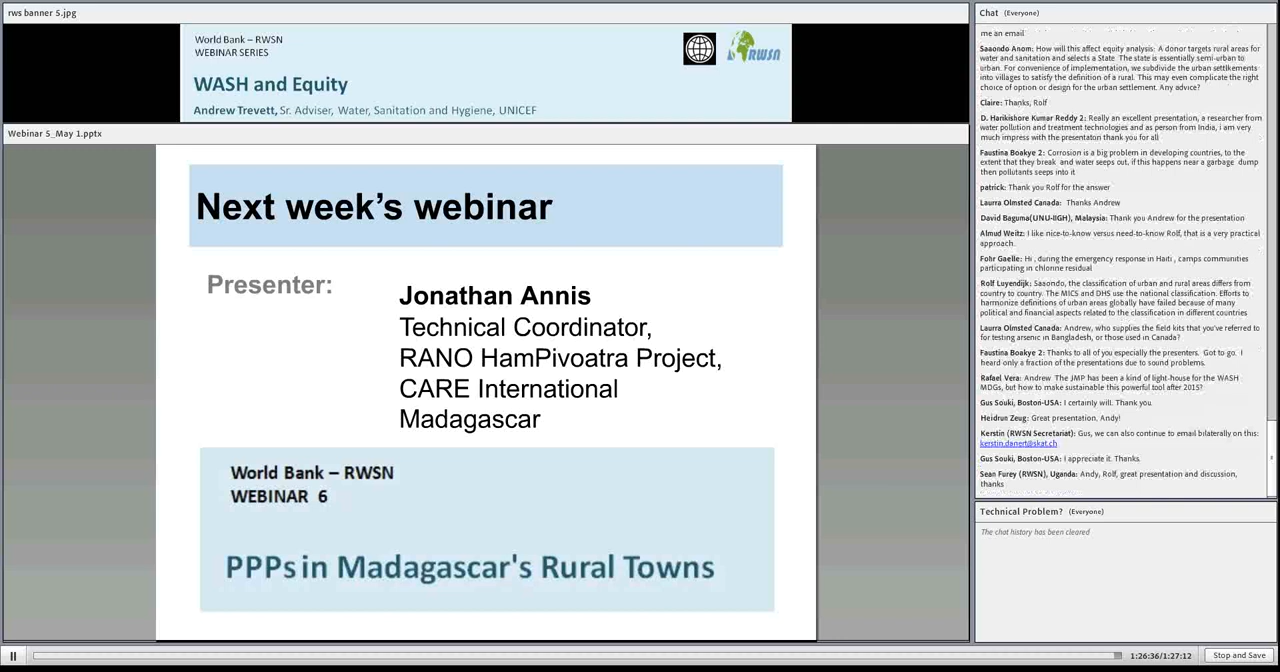 rws banner 5.jpg
World Bank – RWSN
WEBINAR SERIES
RWSN
WASH and Equity
Andrew Trevett, Sr. Adviser, Water, Sanitation and Hygiene, UNICEF
Webinar 5_May 1.pptx
Next week’s webinar
Presenter:
Jonathan Annis
Technical Coordinator,
RANO HamPivoatra Project,
CARE International
Madagascar
World Bank – RWSN
WEBINAR 6
PPPs in Madagascar's Rural Towns
Chat (Everyone)
me an email
Saaondo Anom: How will this affect equity analysis: A donor targets rural areas for
water and sanitation and selects a State. The state is essentially semi-urban to
urban. For convenience of implementation, we subdivide the urban settlkements
into villages to satisfy the definition of a rural. This may even complicate the right
choice of option or design for the urban settlement. Any advice?
Claire: Thanks, Rolf
D. Harikishore Kumar Reddy 2: Really an excellent presentation, a researcher from
water pollution and treatment technologies and as person from India, i am very
much impress with the presentaton thank you for all
Faustina Boakye 2: Corrosion is a big problem in developing countries, to the
extent that they break and water seeps out, if this happens near a garbage dump
then pollutants seeps into it
patrick: Thank you Rolf for the answer
Laurra Olmsted Canada: Thanks Andrew
David Baguma(UNU-IIGH), Malaysia: Thank you Andrew for the presentation
Almud Weitz: I like nice-to-know versus need-to-know Rolf, that is a very practical
approach.
Fohr Gaelle: Hi , during the emergency response in Haiti , camps communities
participating in chlorine residual
Rolf Luyendijk: Saaondo, the classification of urban and rural areas differs from
country to country. The MICS and DHS use the national classification. Efforts to
harmonize definitions of urban areas globally have failed because of many
political and financial aspects related to the classification in different countries
Laurra Olmsted Canada: Andrew, who supplies the field kits that you've referred to
for testing arsenic in Bangladesh, or those used in Canada?
Faustina Boakye 2: Thanks to all of you especially the presenters. Got to go. I
heard only a fraction of the presentations due to sound problems.
Rafael Vera: Andrew The JMP has been a kind of light-house for the WASH
MDGs, but how to make sustainable this powerful tool after 2015?
Gus Souki, Boston-USA: I certainly will. Thank you.
Heidrun Zeug: Great presentation, Andy!
Kerstin (RWSN Secretariat): Gus, we can also continue to email bilaterally on this:
kerstin.danert@skat.ch
Gus Souki, Boston-USA: I appreciate it. Thanks.
Sean Furey (RWSN), Uganda: Andy, Rolf, great presentation and discussion,
thanks
Technical Problem? (Everyone)
The chat history has been cleared
1:26:36/1:27:12
Stop and Save